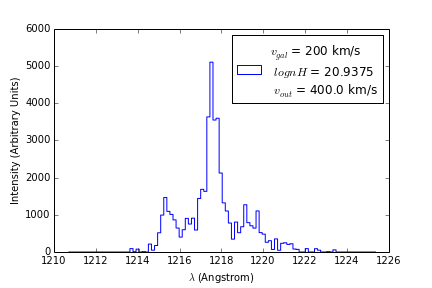 6000
5000
4000
3000
2000
1000
0
1210 1212 1214 1216 1218 1220 1222 1224 1226
Intensity (Arbitrary Units)
λ (Angstrom)
v_gal = 200 km/s
lognH = 20.9375
v_out = 400.0 km/s